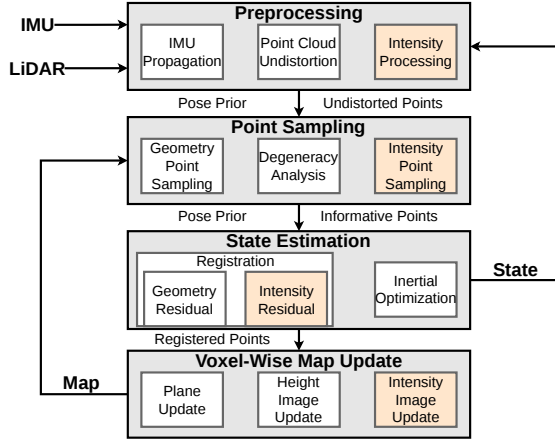 Preprocessing
IMU
LiDAR
IMU
Propagation
Point Cloud
Undistortion
Intensity
Processing
Pose Prior
Undistorted Points
Point Sampling
Geometry
Point
Sampling
Degeneracy
Analysis
Intensity
Point
Sampling
Pose Prior
Informative Points
State Estimation
Registration
Geometry
Residual
Intensity
Residual
Inertial
Optimization
State
Registered Points
Voxel-Wise Map Update
Map
Plane
Update
Height
Image
Update
Intensity
Image
Update